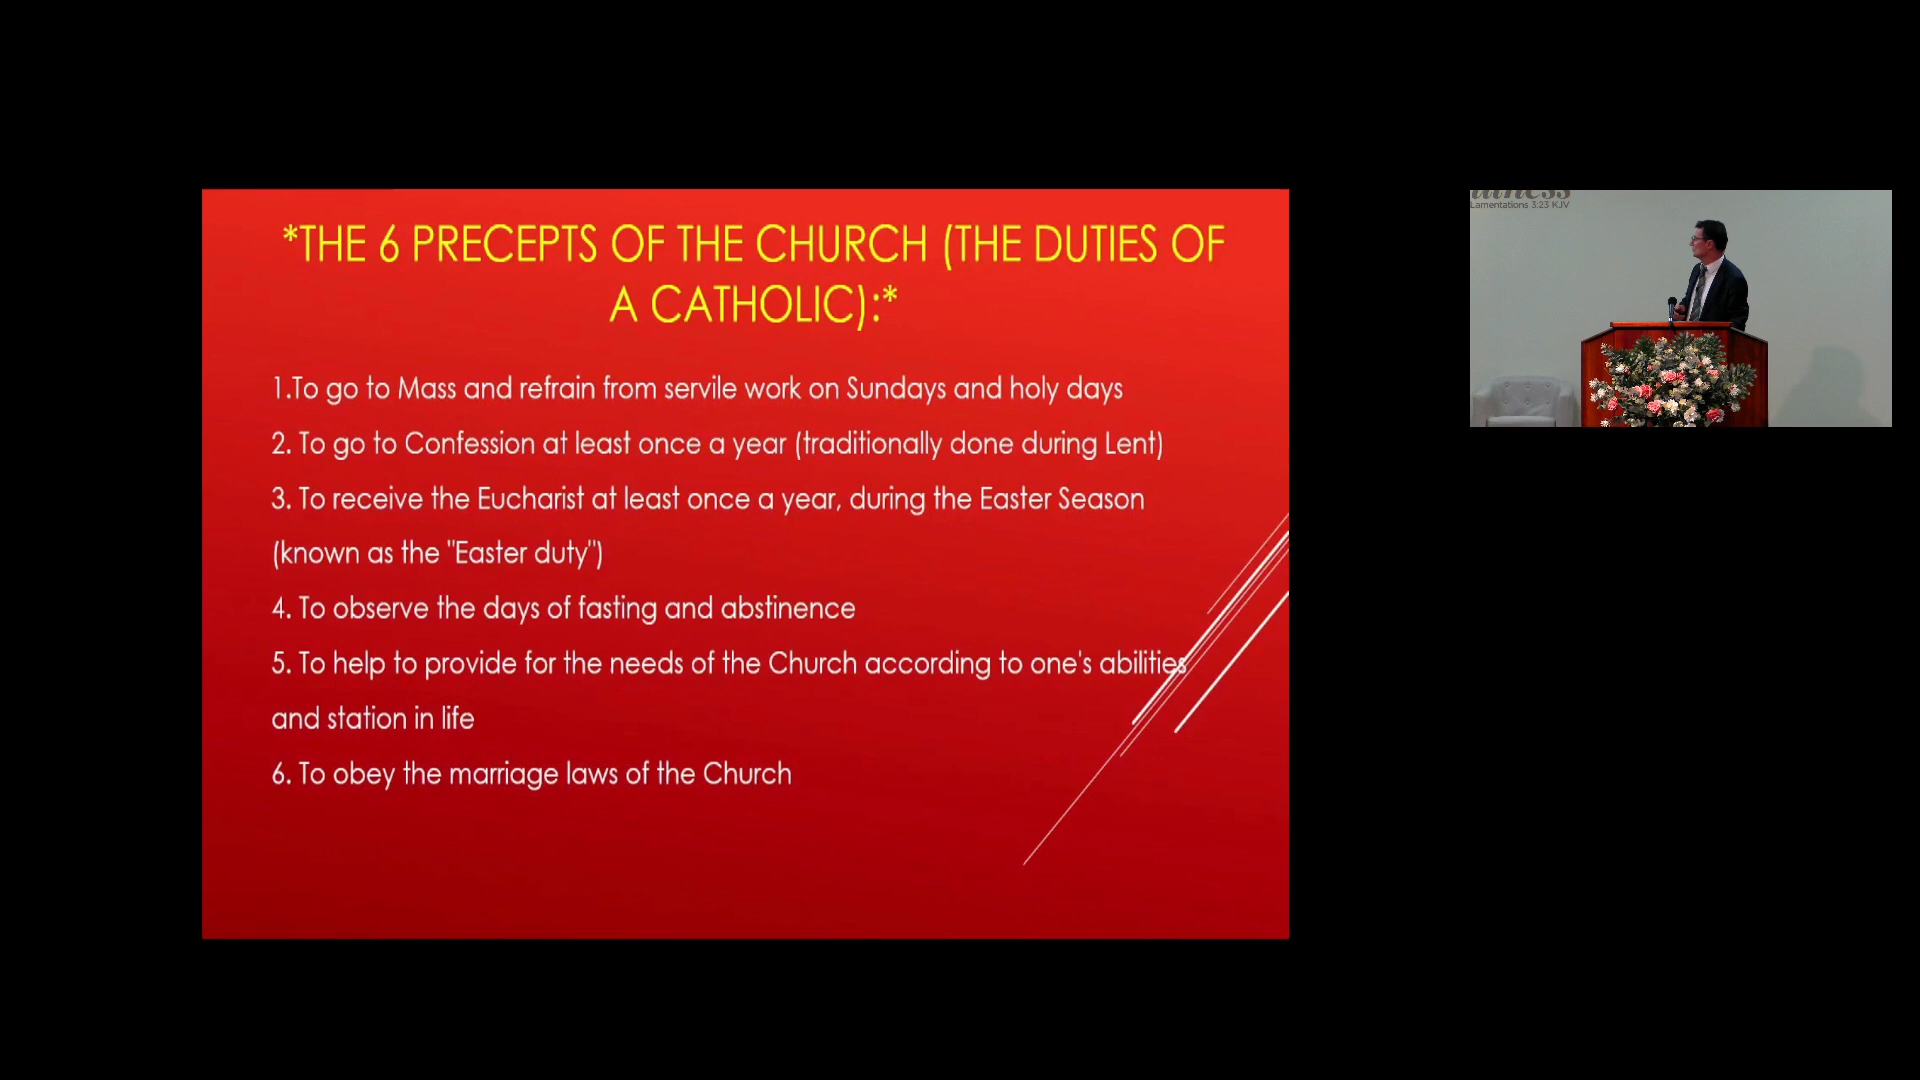 *THE 6 PRECEPTS OF THE CHURCH (THE DUTIES OF
A CATHOLIC):*
1.To go to Mass and refrain from servile work on Sundays and holy days
2. To go to Confession at least once a year (traditionally done during Lent)
3. To receive the Eucharist at least once a year, during the Easter Season
(known as the "Easter duty")
4. To observe the days of fasting and abstinence
5. To help to provide for the needs of the Church according to one's abilities
and station in life
6. To obey the marriage laws of the Church
Lamentations 3:23 KJV